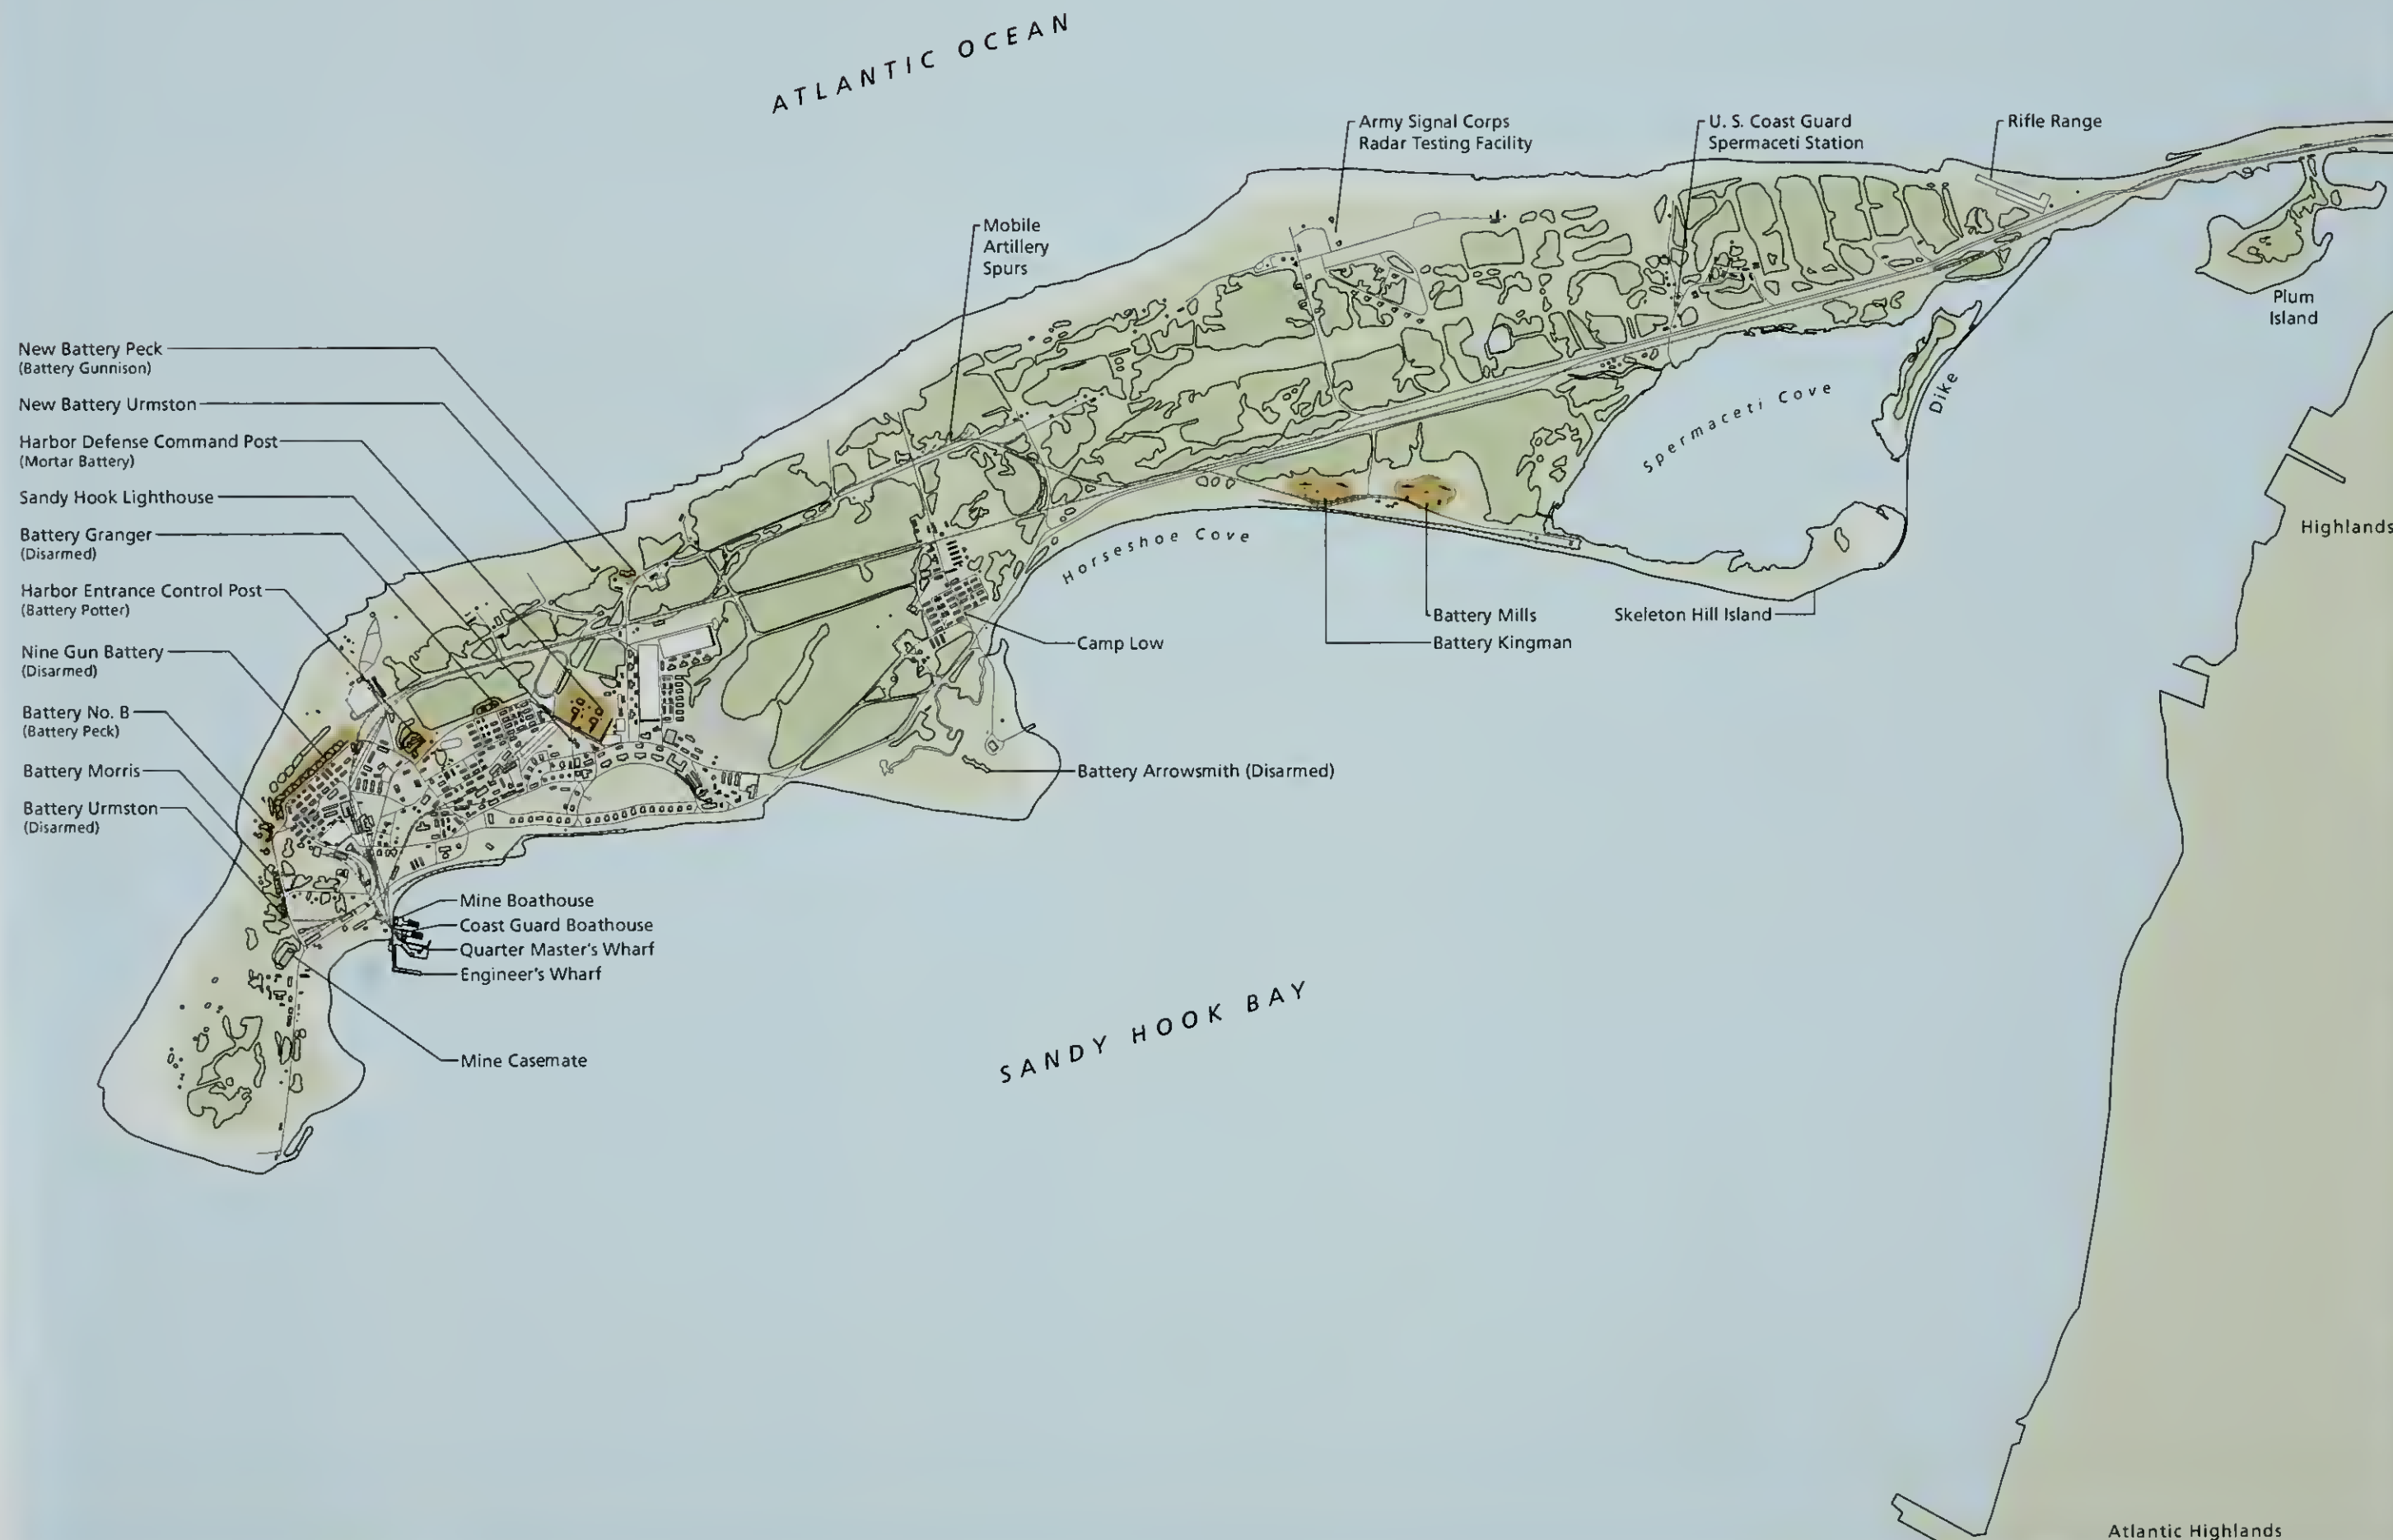 ATLANTIC OCEAN
Army Signal Corps
Radar Testing Facility
U. S. Coast Guard
Spermaceti Station
Rifle Range
Mobile
Artillery
Spurs
Plum
Island
New Battery Peck
(Battery Gunnison)
New Battery Urmston
Harbor Defense Command Post
(Mortar Battery)
Sandy Hook Lighthouse
Battery Granger
(Disarmed)
Harbor Entrance Control Post
(Battery Potter)
Nine Gun Battery
(Disarmed)
Battery No. B
(Battery Peck)
Battery Morris
Battery Urmston
(Disarmed)
Spermaceti Cove
Dike
Highlands
Horseshoe Cove
Battery Mills
Battery Kingman
Skeleton Hill Island
Camp Low
Battery Arrowsmith (Disarmed)
Mine Boathouse
Coast Guard Boathouse
Quarter Master's Wharf
Engineer's Wharf
Mine Casemate
SANDY HOOK BAY
Atlantic Highlands